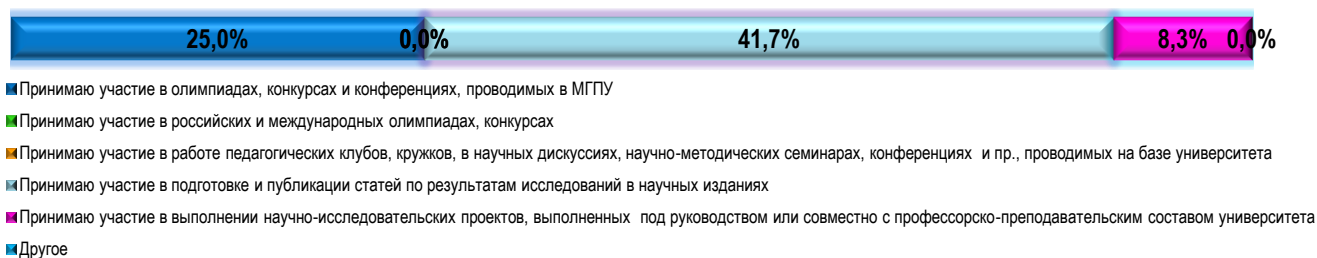 25,0% 0,0% 41,7% 8,3% 0,0%
Принимаю участие в олимпиадах, конкурсах и конференциях, проводимых в МГПУ
Принимаю участие в российских и международных олимпиадах, конкурсах
Принимаю участие в работе педагогических клубов, кружков, в научных дискуссиях, научно-методических семинарах, конференциях и пр., проводимых на базе университета
Принимаю участие в подготовке и публикации статей по результатам исследований в научных изданиях
Принимаю участие в выполнении научно-исследовательских проектов, выполненных под руководством или совместно с профессорско-преподавательским составом университета
Другое